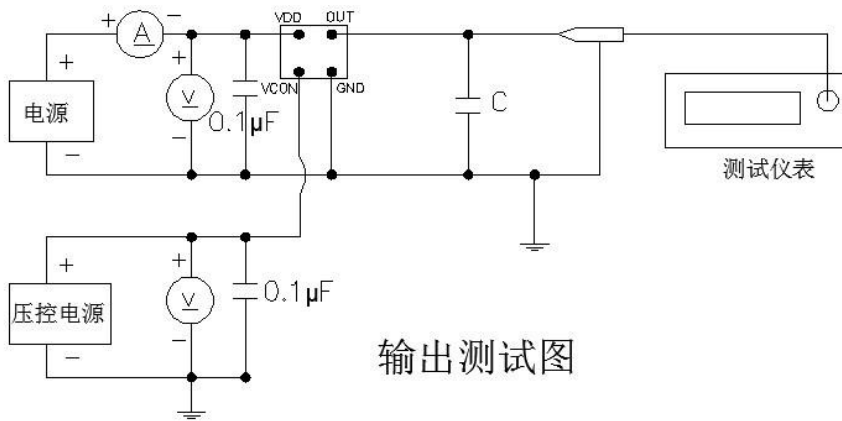 + A −
VDD OUT
+ + −
电源 V 0.1μF VCON GND C
− −
测试仪表
+ +
压控电源 V 0.1μF
− −
输出测试图